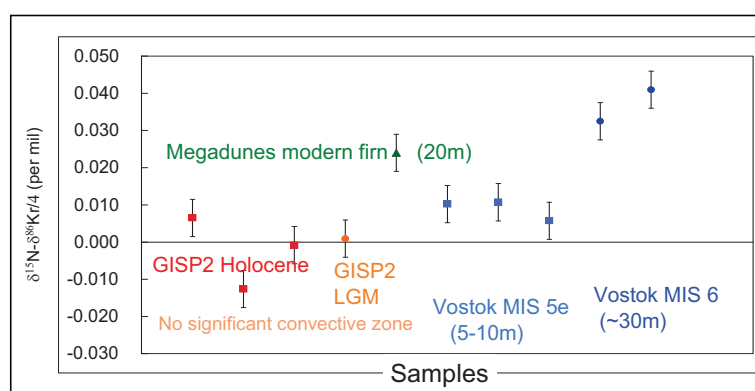 0.050
0.040
0.030
0.020
0.010
0.000
-0.010
-0.020
-0.030
δ¹⁵N-δ⁸⁶Kr/4 (per mil)
Megadunes modern firn (20m)
GISP2 Holocene
GISP2
LGM
No significant convective zone
Vostok MIS 5e
(5-10m)
Vostok MIS 6
(~30m)
Samples